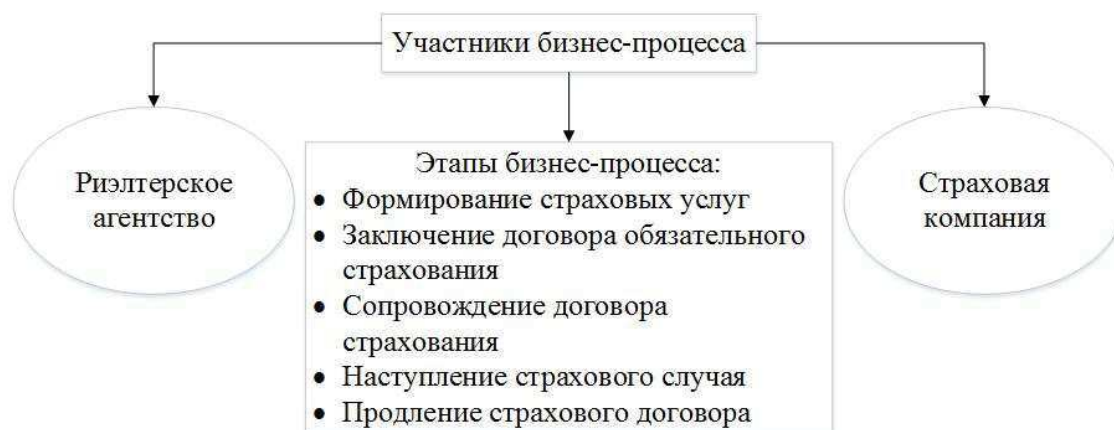 Участники бизнес-процесса
Риэлтерское
агентство
Этапы бизнес-процесса:
• Формирование страховых услуг
• Заключение договора обязательного
страхования
• Сопровождение договора
страхования
• Наступление страхового случая
• Продление страхового договора
Страховая
компания